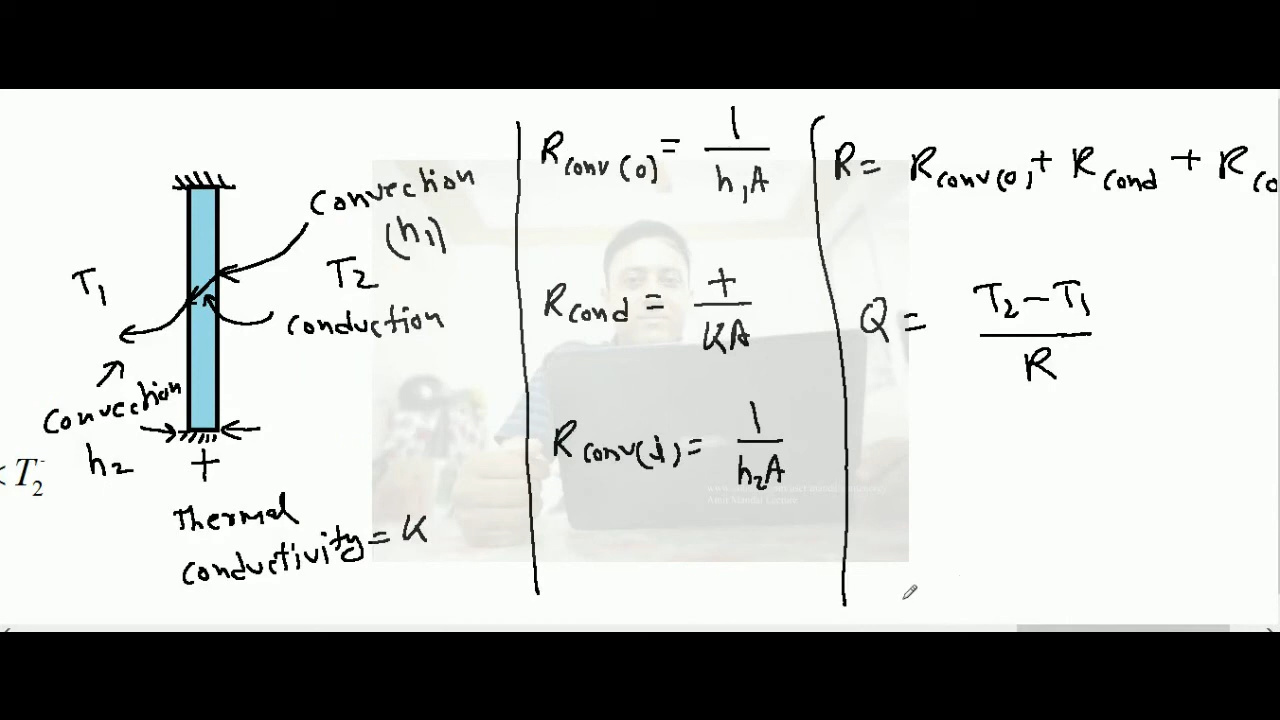 Convection
(h1)
T1
T2
conduction
Convection
h2
t
< T2
Thermal
conductivity = K
Rconv(o) = 1/h1A
Rcond = t/KA
Rconv(i) = 1/h2A
R = Rconv(o) + Rcond + Rco
Q = T2 - T1/R